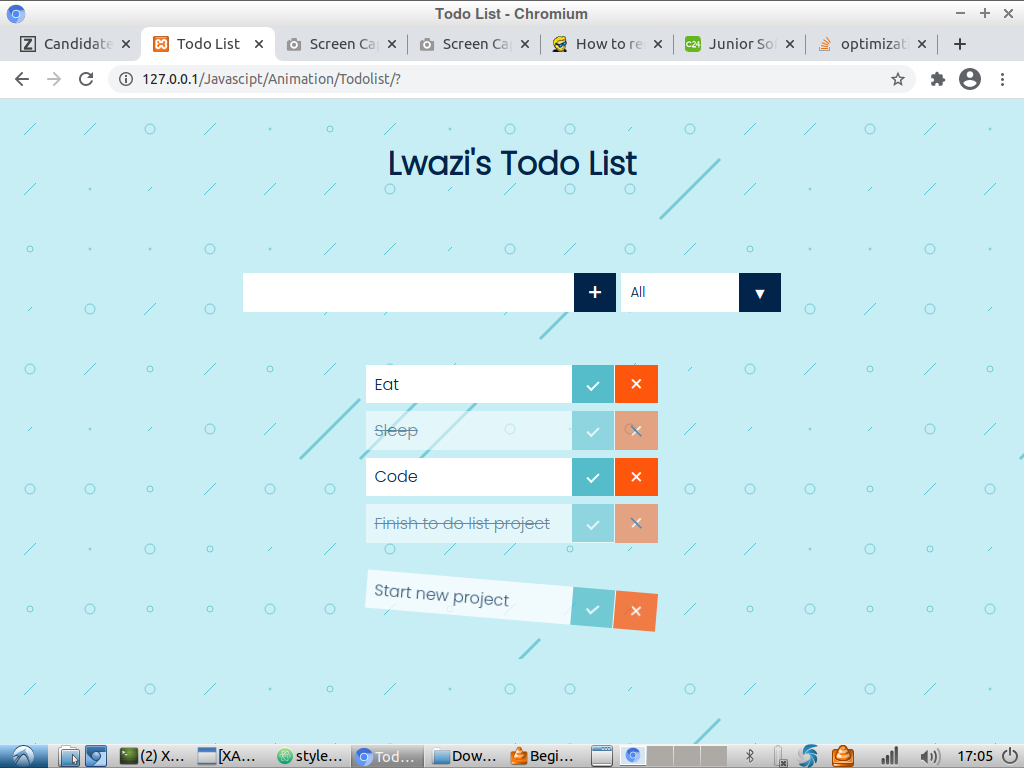 Todo List - Chromium
Candidate
Todo List
Screen Ca
Screen Ca
How to re
Junior So
optimizat
127.0.0.1/Javascipt/Animation/Todolist/?
Lwazi's Todo List
All
Eat
Sleep
Code
Finish to do list project
Start new project
(2) X...
[XA...
style...
Tod...
Dow...
Begi...
17:05